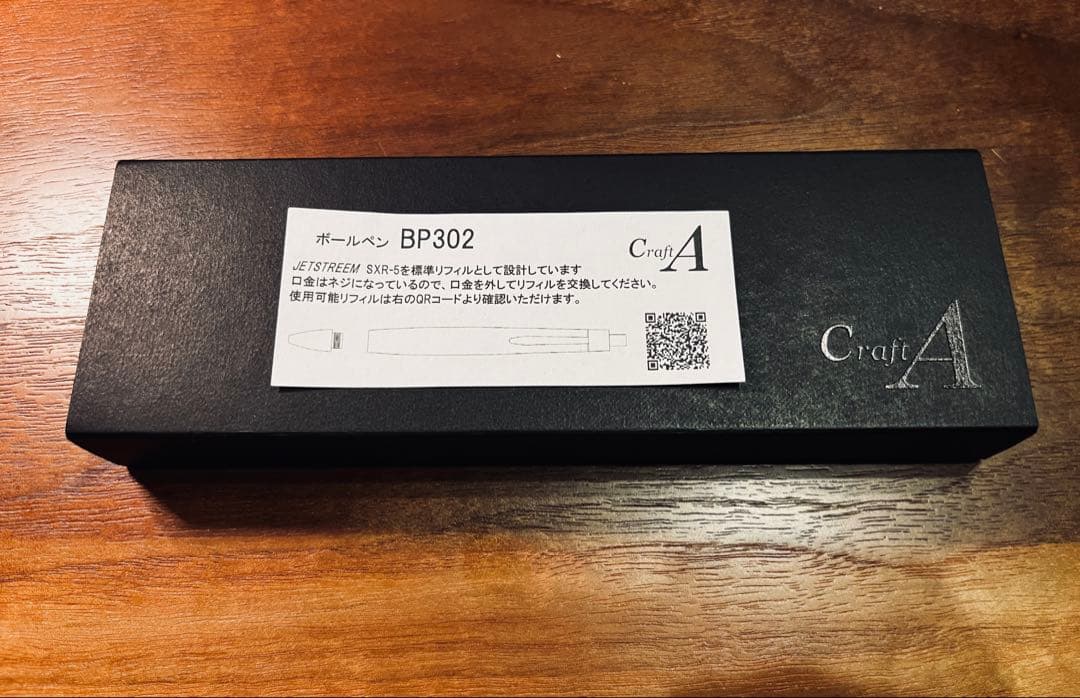 ボールペン BP302
Craft A
JETSTREEM SXR-5を標準リフィルとして設計しています
口金はネジになっているので、口金を外してリフィルを交換してください。
使用可能リフィルは右のQRコードより確認いただけます。
Craft A